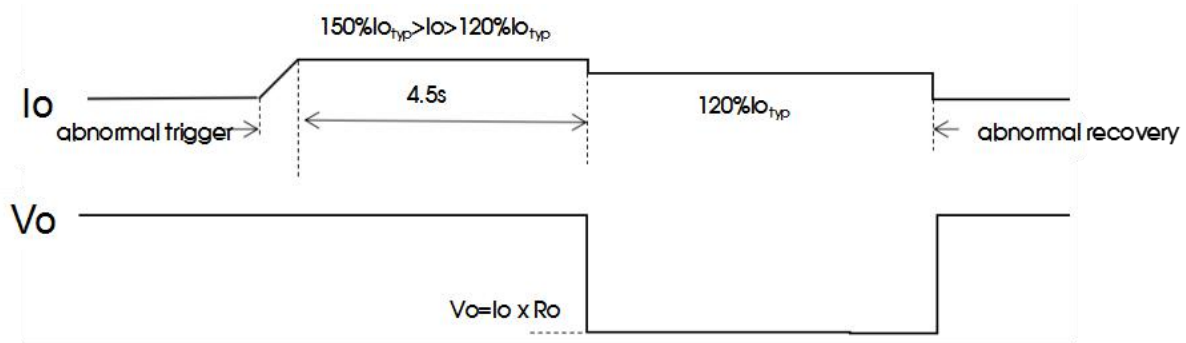 150%Iotyp>Io>120%Iotyp
Io
4.5s
120%Iotyp
abnormal trigger
abnormal recovery
Vo
Vo=Io x Ro